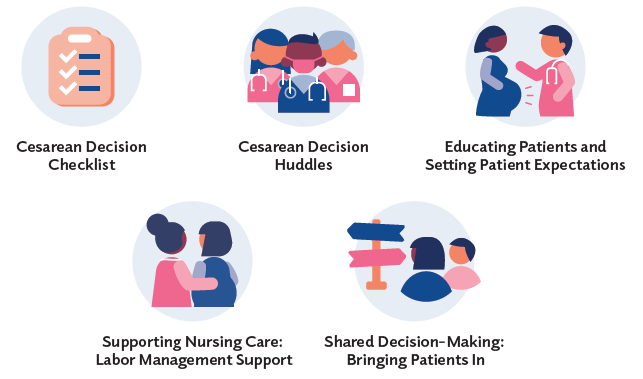 Cesarean Decision
Checklist
Cesarean Decision
Huddles
Educating Patients and
Setting Patient Expectations
Supporting Nursing Care:
Labor Management Support
Shared Decision-Making:
Bringing Patients In